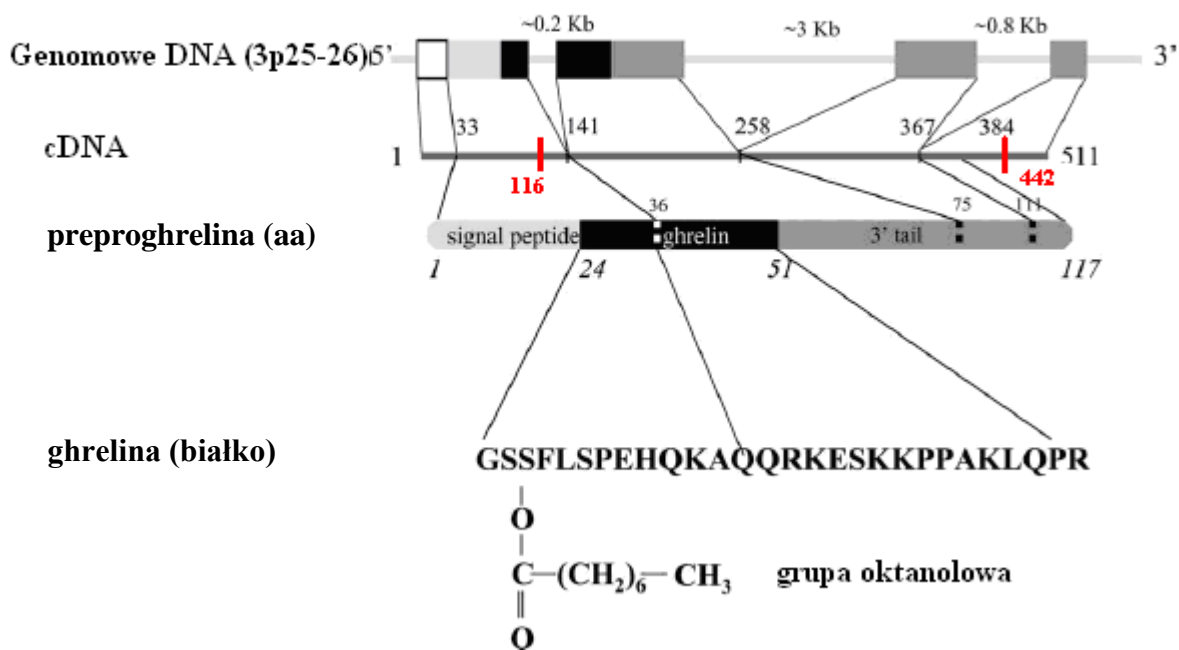 ~0.2 Kb ~3 Kb ~0.8 Kb
Genomowe DNA (3p25-26) 5’ 3’
33 141 258 367 384
cDNA 1 511
116 442
36 75 111
preproghrelina (aa) signal peptide ghrelin 3’ tail
1 24 51 117
ghrelina (białko) GSSFLSPEHQKAQQRKESKKPPAKLQPR
O
C—(CH2)6—CH3 grupa oktanolowa
O